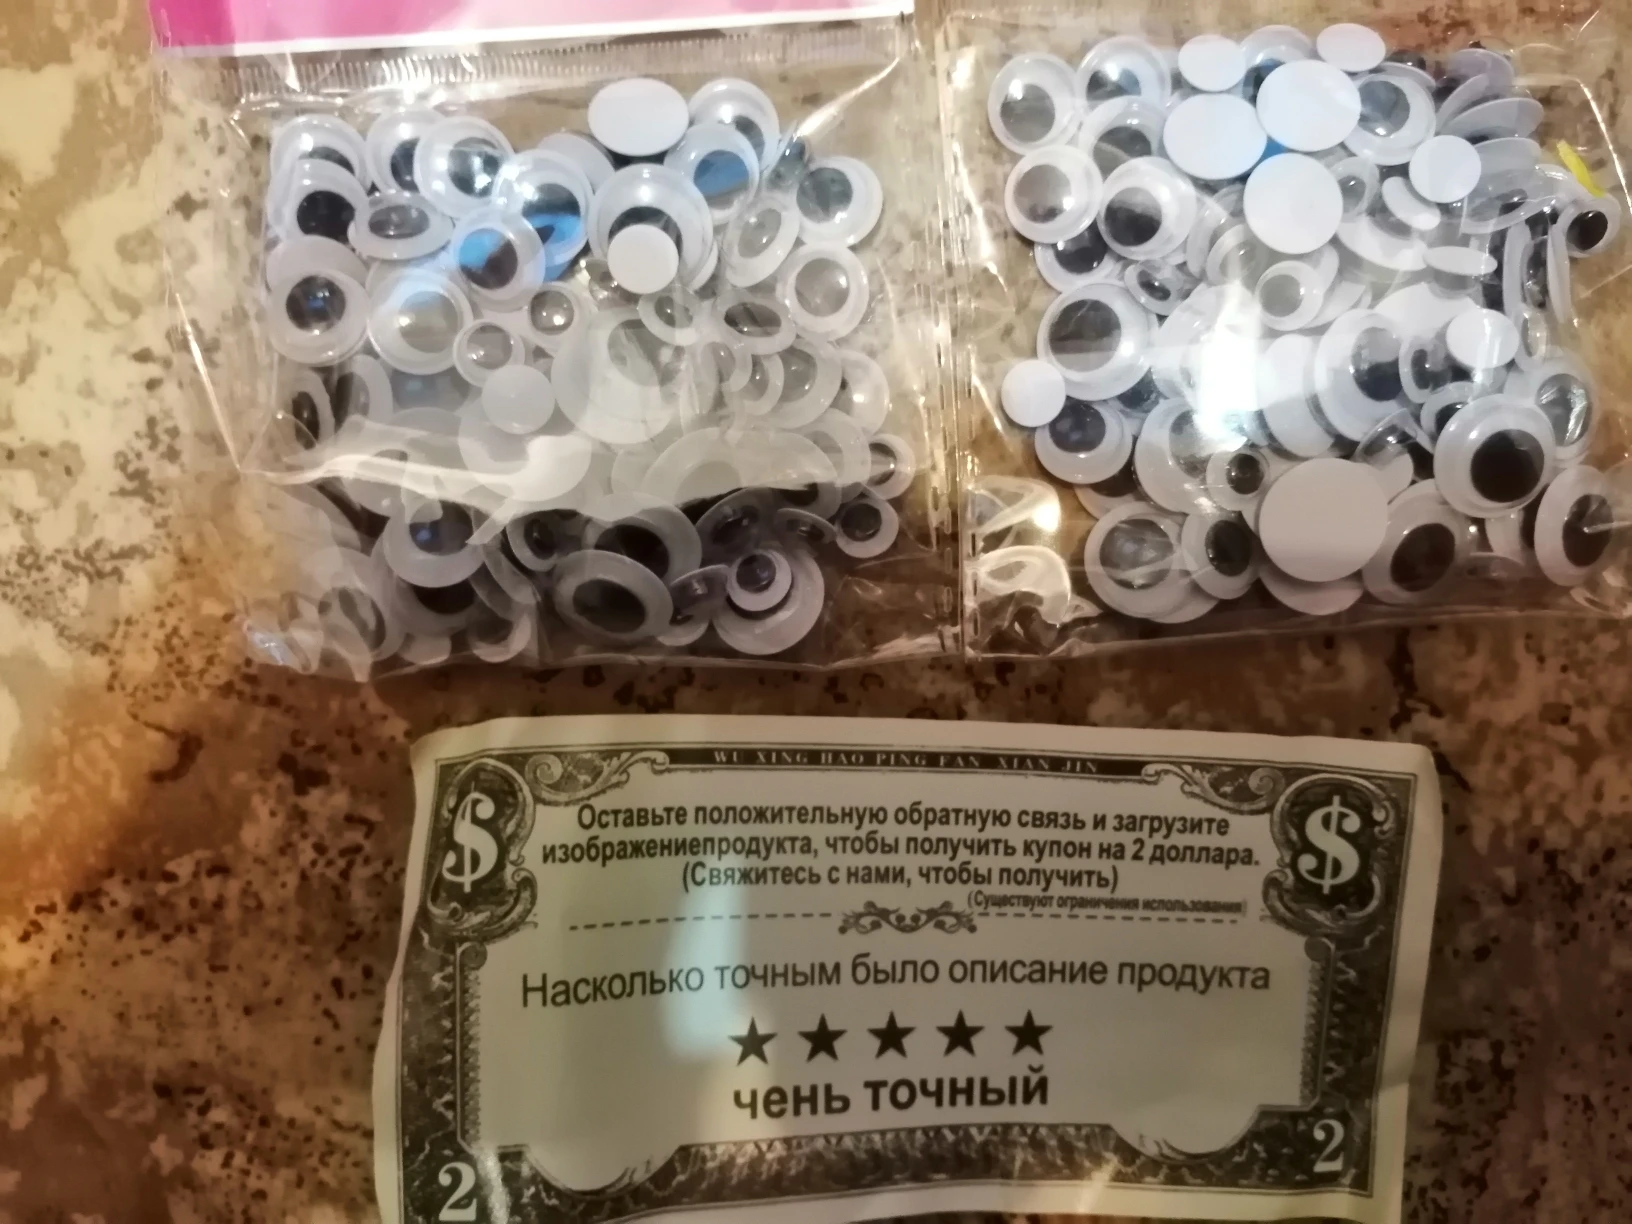 WU XING HAO PING FAN XIAN JIN
Оставьте положительную обратную связь и загрузите
изображениепродукта, чтобы получить купон на 2 доллара.
(Свяжитесь с нами, чтобы получить)
(Существуют ограничения использования)
$ $
Насколько точным было описание продукта
★ ★ ★ ★ ★
чень точный
2 2